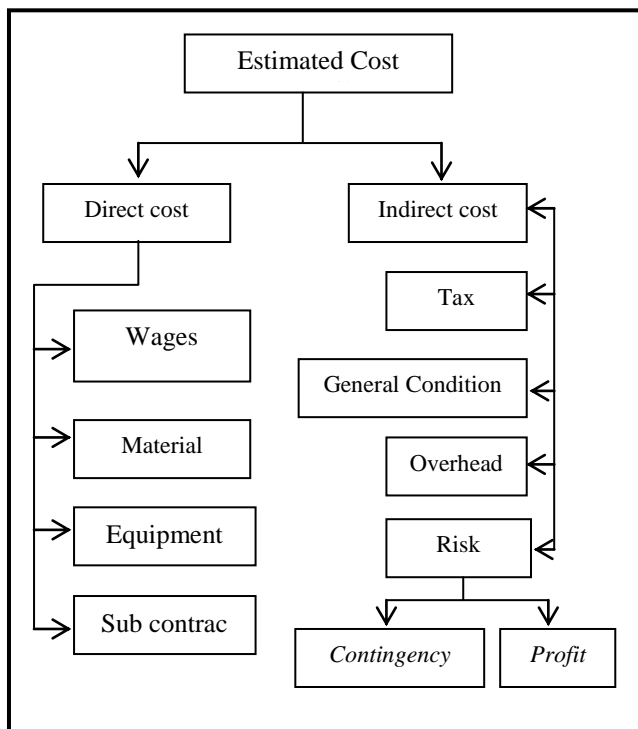 Estimated Cost
Direct cost
Indirect cost
Wages
Tax
General Condition
Material
Overhead
Equipment
Risk
Sub contrac
Contingency
Profit